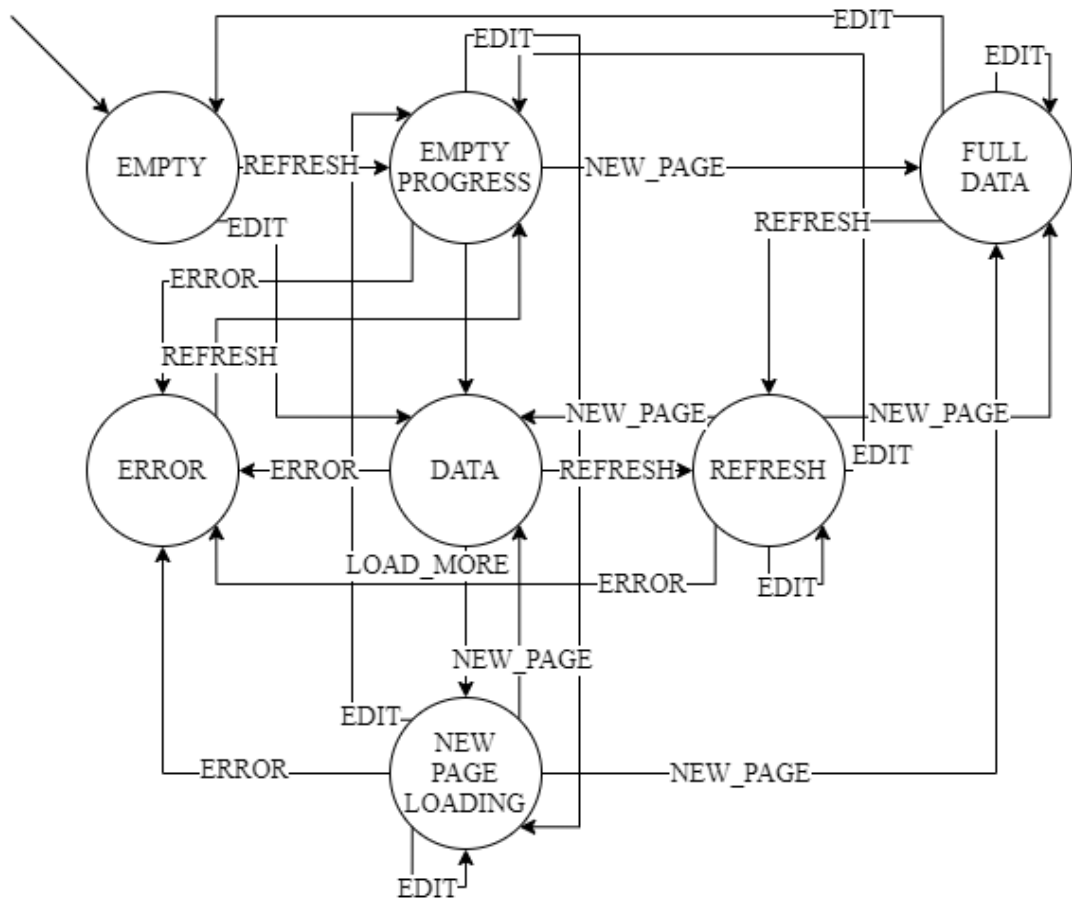 EDIT
EDIT
EDIT
EMPTY
REFRESH
EMPTY
PROGRESS
NEW_PAGE
FULL
DATA
EDIT
REFRESH
ERROR
REFRESH
NEW_PAGE
NEW_PAGE
EDIT
ERROR
ERROR
DATA
REFRESH
REFRESH
LOAD_MORE
ERROR
EDIT
NEW_PAGE
EDIT
NEW
PAGE
LOADING
ERROR
NEW_PAGE
EDIT